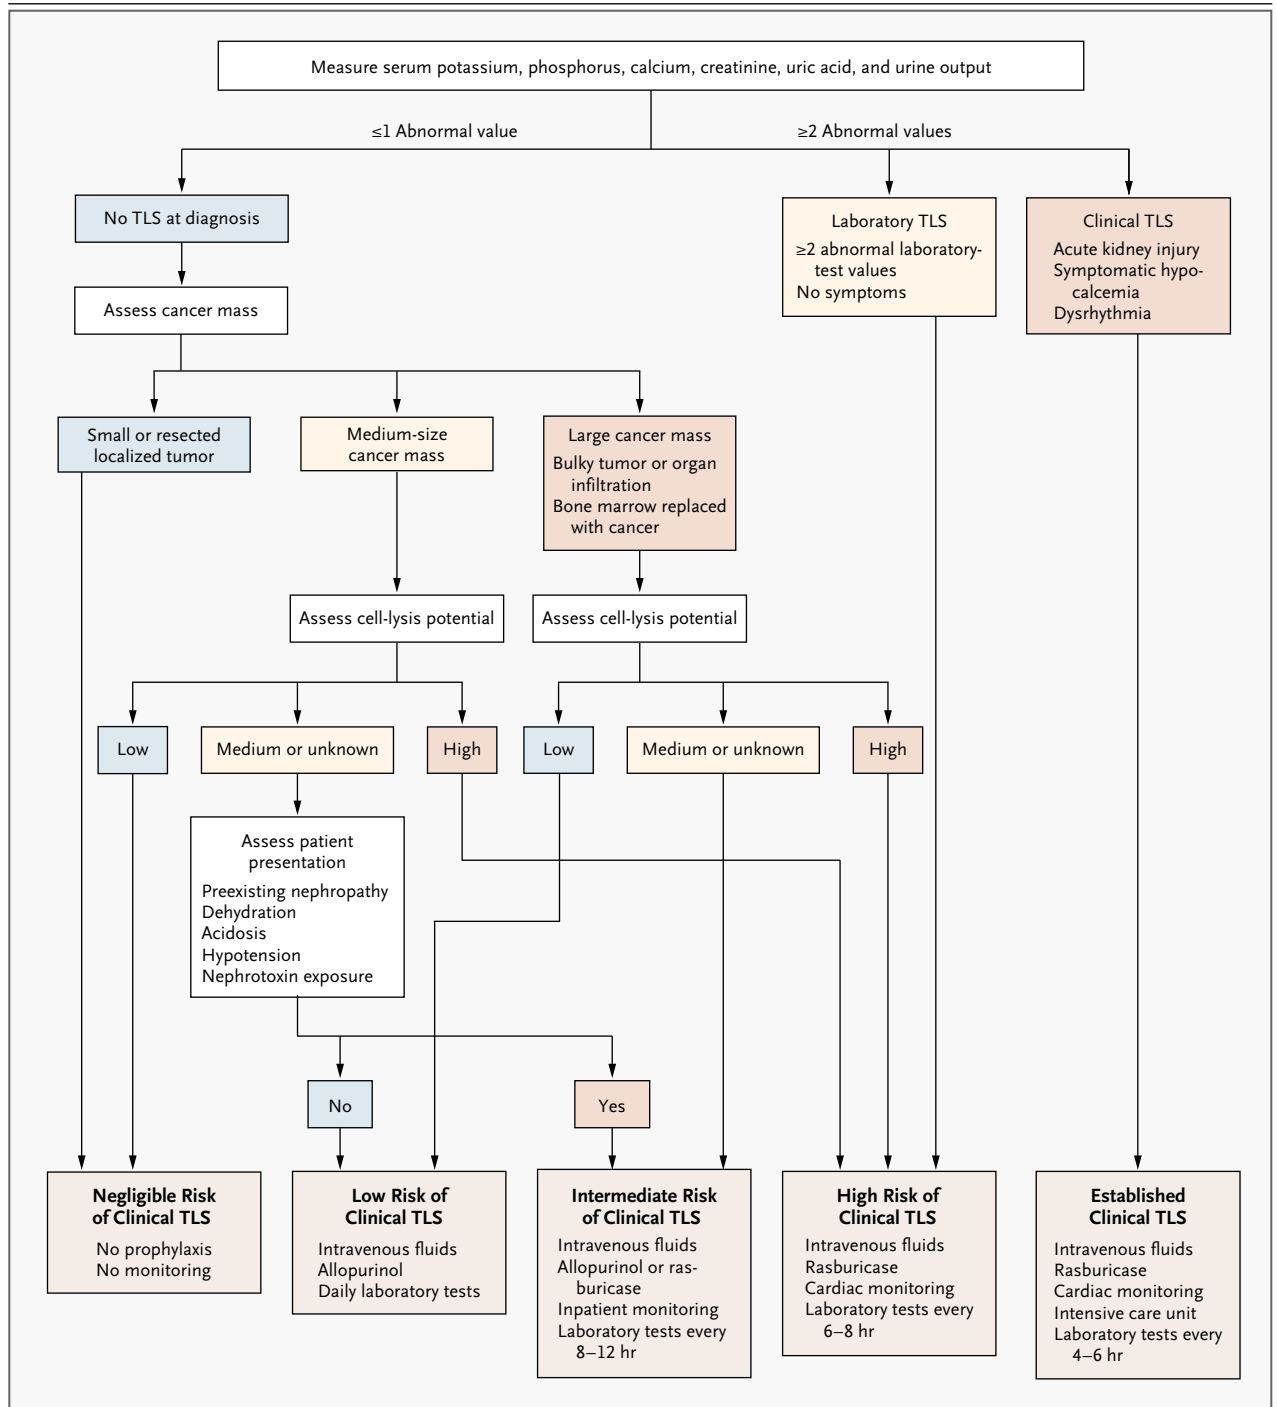 Measure serum potassium, phosphorus, calcium, creatinine, uric acid, and urine output
≤1 Abnormal value
≥2 Abnormal values
No TLS at diagnosis
Laboratory TLS
≥2 abnormal laboratory-
test values
No symptoms
Clinical TLS
Acute kidney injury
Symptomatic hypo-
calcemia
Dysrhythmia
Assess cancer mass
Small or resected
localized tumor
Medium-size
cancer mass
Large cancer mass
Bulky tumor or organ
infiltration
Bone marrow replaced
with cancer
Assess cell-lysis potential
Assess cell-lysis potential
Low
Medium or unknown
High
Low
Medium or unknown
High
Assess patient
presentation
Preexisting nephropathy
Dehydration
Acidosis
Hypotension
Nephrotoxin exposure
No
Yes
Negligible Risk
of Clinical TLS
No prophylaxis
No monitoring
Low Risk of
Clinical TLS
Intravenous fluids
Allopurinol
Daily laboratory tests
Intermediate Risk
of Clinical TLS
Intravenous fluids
Allopurinol or ras-
buricase
Inpatient monitoring
Laboratory tests every
8–12 hr
High Risk of
Clinical TLS
Intravenous fluids
Rasburicase
Cardiac monitoring
Laboratory tests every
6–8 hr
Established
Clinical TLS
Intravenous fluids
Rasburicase
Cardiac monitoring
Intensive care unit
Laboratory tests every
4–6 hr